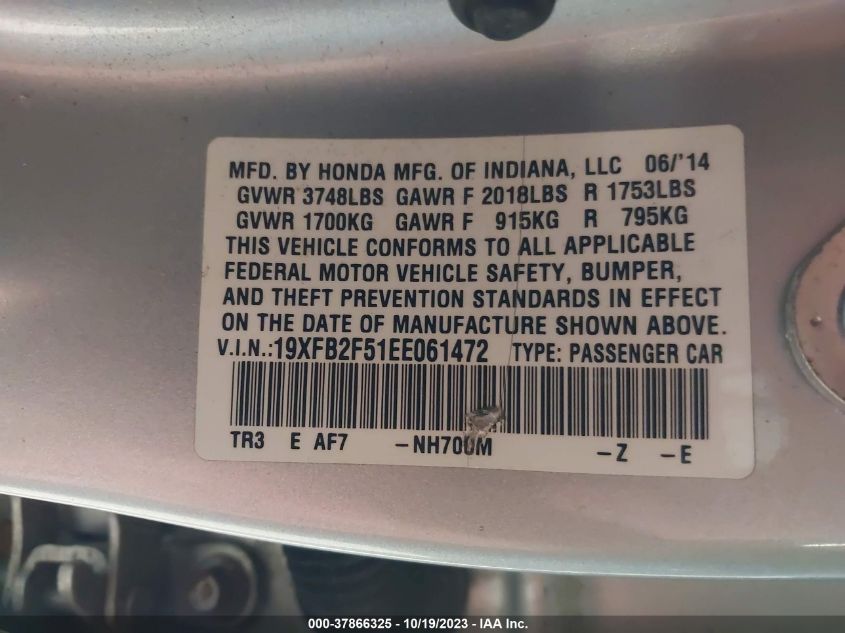 MFD. BY HONDA MFG. OF INDIANA, LLC 06/'14
GVWR 3748LBS GAWR F 2018LBS R 1753LBS
GVWR 1700KG GAWR F 915KG R 795KG
THIS VEHICLE CONFORMS TO ALL APPLICABLE
FEDERAL MOTOR VEHICLE SAFETY, BUMPER,
AND THEFT PREVENTION STANDARDS IN EFFECT
ON THE DATE OF MANUFACTURE SHOWN ABOVE.
V.I.N.:19XFB2F51EE061472 TYPE: PASSENGER CAR
TR3 E AF7 -NH700M -Z -E
000-37866325 - 10/19/2023 - IAA Inc.